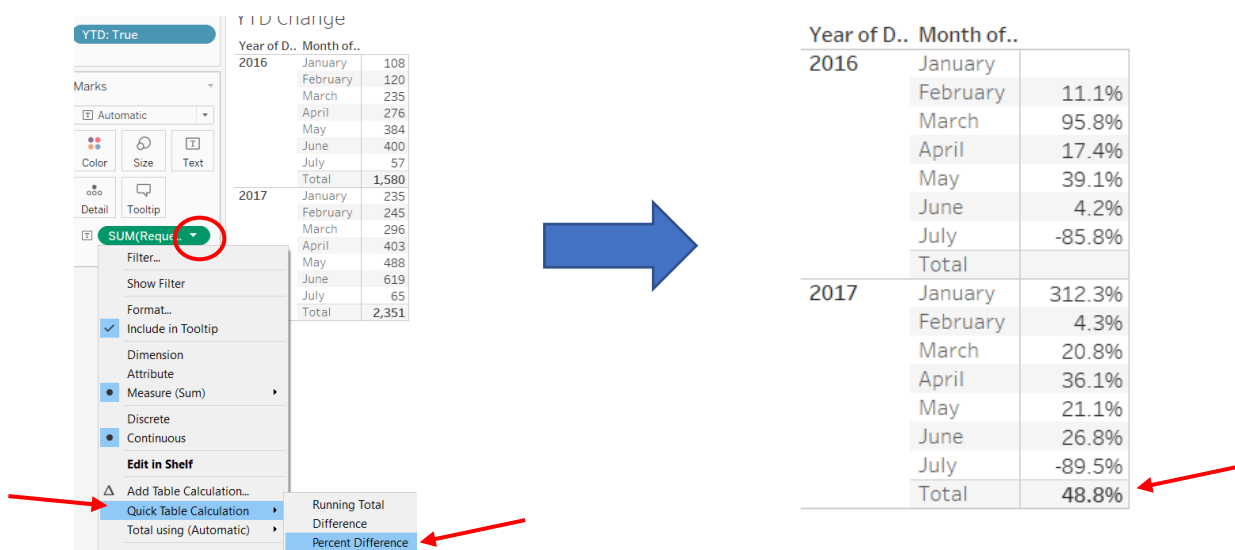 YTD Change
YTD: True
Year of D.. Month of..
2016 January 108
February 120
March 235
April 276
May 384
June 400
July 57
Total 1,580
2017 January 235
February 245
March 296
April 403
May 488
June 619
July 65
Total 2,351
Marks
T Automatic
Color Size Text
Detail Tooltip
SUM(Reque..
Filter...
Show Filter
Format...
Include in Tooltip
Dimension
Attribute
Measure (Sum)
Discrete
Continuous
Edit in Shelf
Add Table Calculation...
Quick Table Calculation
Total using (Automatic)
Running Total
Difference
Percent Difference
Year of D.. Month of..
2016 January
February 11.1%
March 95.8%
April 17.4%
May 39.1%
June 4.2%
July -85.8%
Total
2017 January 312.3%
February 4.3%
March 20.8%
April 36.1%
May 21.1%
June 26.8%
July -89.5%
Total 48.8%